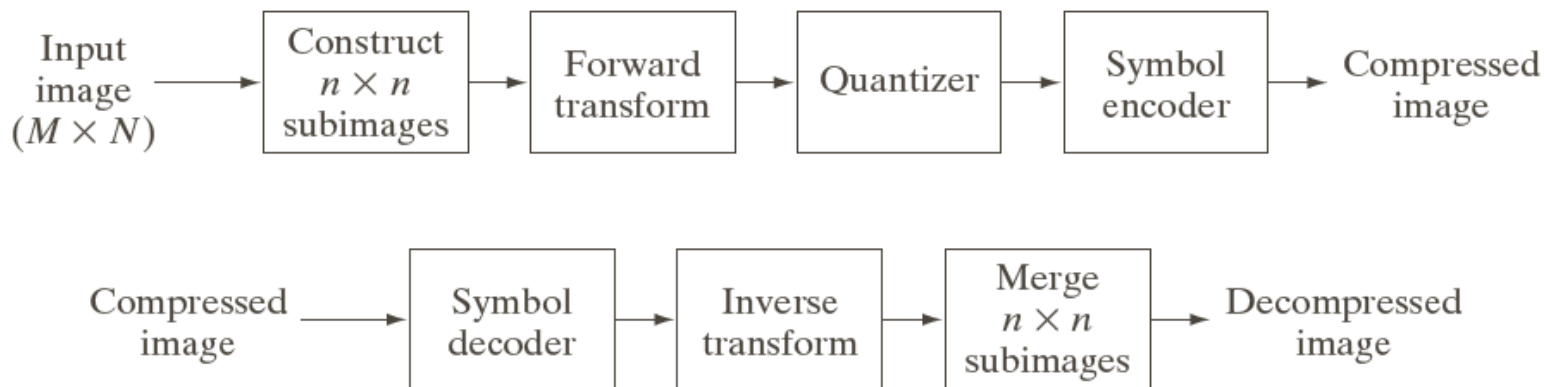 Input
image
(M × N)
Construct
n × n
subimages
Forward
transform
Quantizer
Symbol
encoder
Compressed
image
Compressed
image
Symbol
decoder
Inverse
transform
Merge
n × n
subimages
Decompressed
image